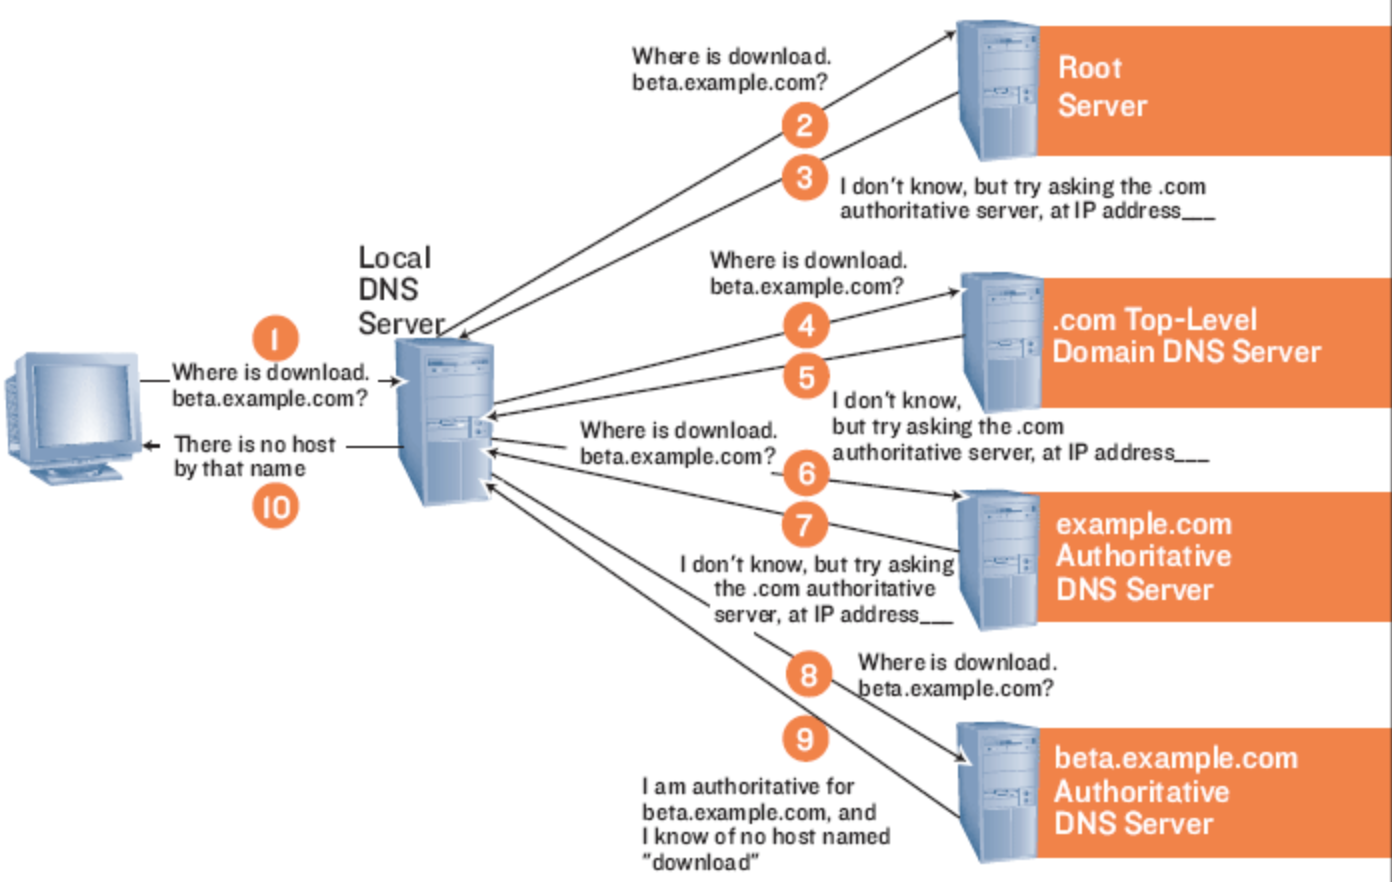 Where is download.
beta.example.com?
2
3
Root
Server
I don't know, but try asking the .com
authoritative server, at IP address___
Local
DNS
Server
Where is download.
beta.example.com?
4
5
.com Top-Level
Domain DNS Server
I don't know,
but try asking the .com
authoritative server, at IP address___
1
Where is download.
beta.example.com?
There is no host
by that name
10
Where is download.
beta.example.com?
6
7
example.com
Authoritative
DNS Server
I don't know, but try asking
the .com authoritative
server, at IP address___
8
Where is download.
beta.example.com?
9
beta.example.com
Authoritative
DNS Server
I am authoritative for
beta.example.com, and
I know of no host named
"download"